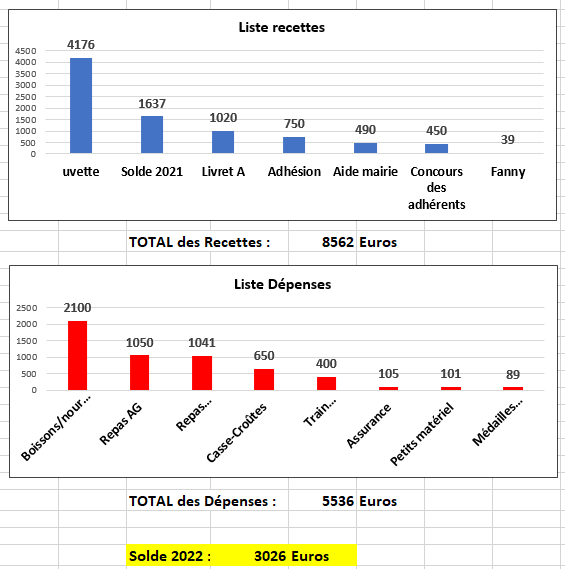 Liste recettes
4500
4000
3500
3000
2500
2000
1500
1000
500
0
4176
1637
1020
750
490
450
39
uvette
Solde 2021
Livret A
Adhésion
Aide mairie
Concours des adhérents
Fanny
TOTAL des Recettes : 8562 Euros
Liste Dépenses
2500
2000
1500
1000
500
0
2100
1050
1041
650
400
105
101
89
Boissons/nour...
Repas AG
Repas...
Casse-Croûtes
Train...
Assurance
Petits matériel
Médailles...
TOTAL des Dépenses : 5536 Euros
Solde 2022 : 3026 Euros